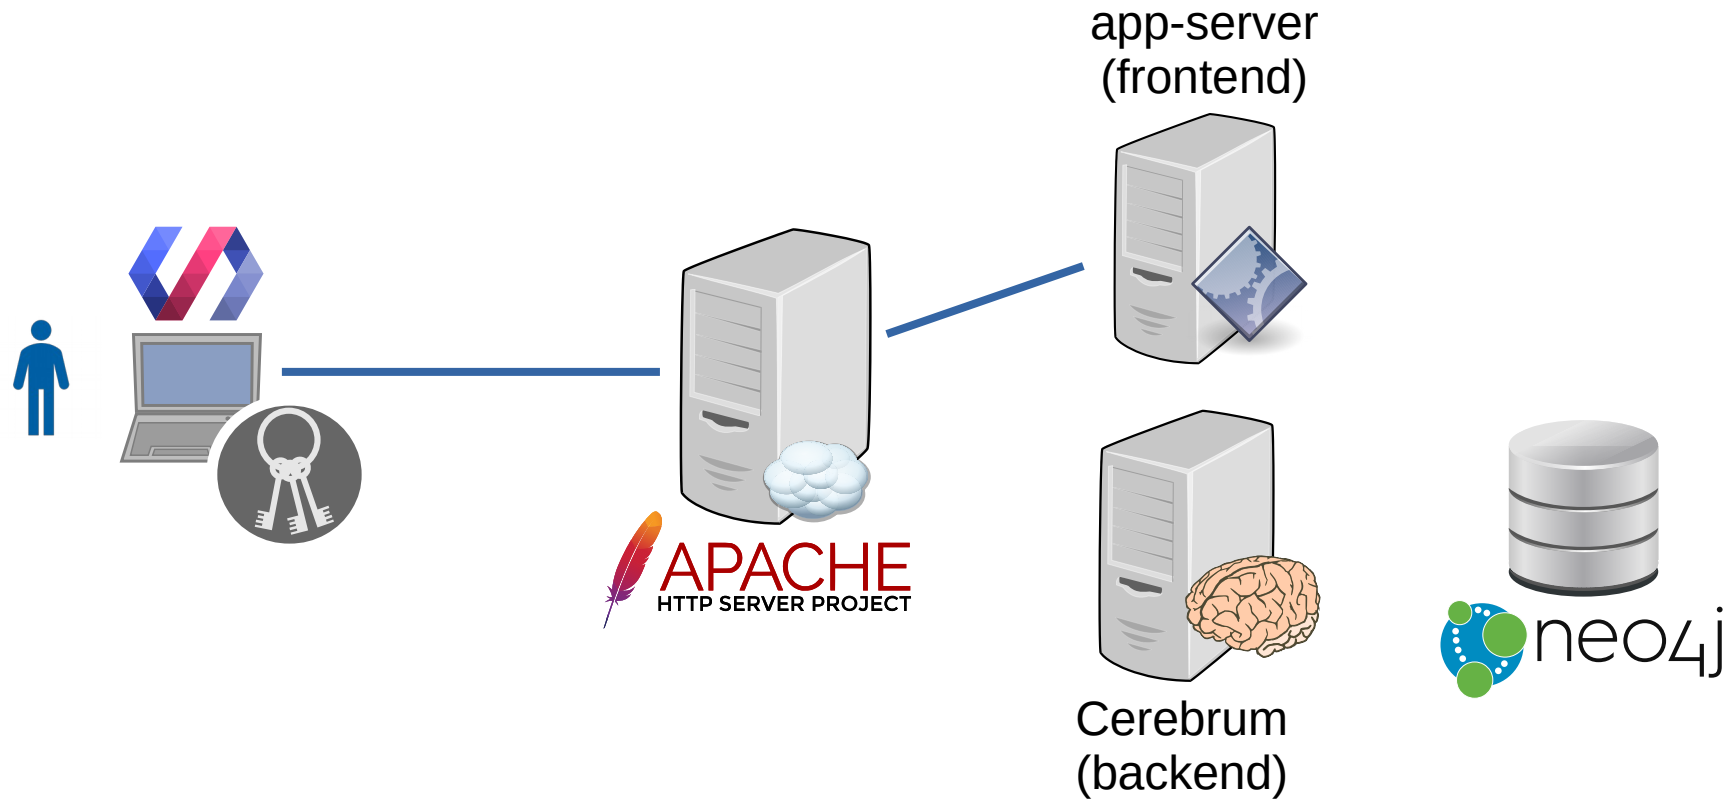 app-server
(frontend)
APACHE
HTTP SERVER PROJECT
neo4j
Cerebrum
(backend)